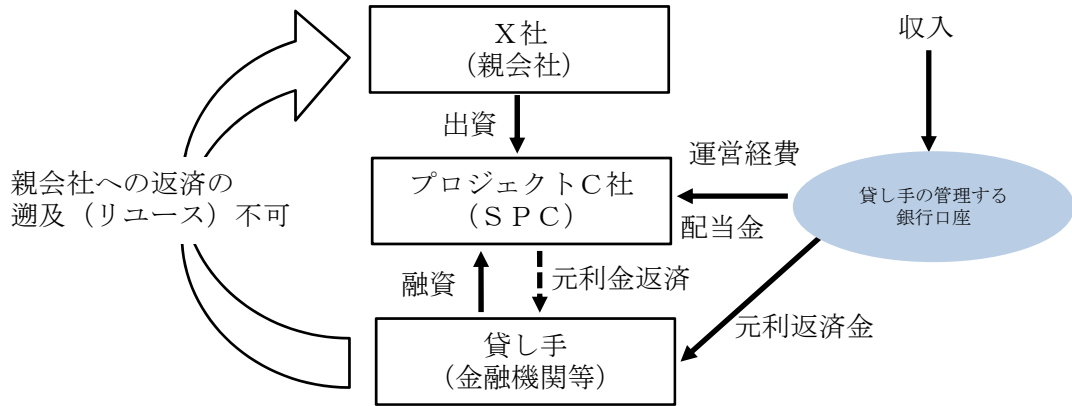 X社
（親会社）
収入
出資
運営経費
親会社への返済の
遡及（リユース）不可
プロジェクトC社
（SPC）
貸し手の管理する
銀行口座
配当金
融資
元利金返済
元利返済金
貸し手
（金融機関等）